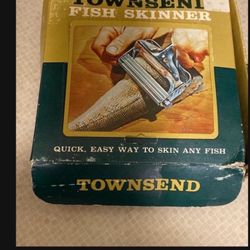 TOWNSEND
FISH SKINNER
QUICK, EASY WAY TO SKIN ANY FISH
TOWNSEND